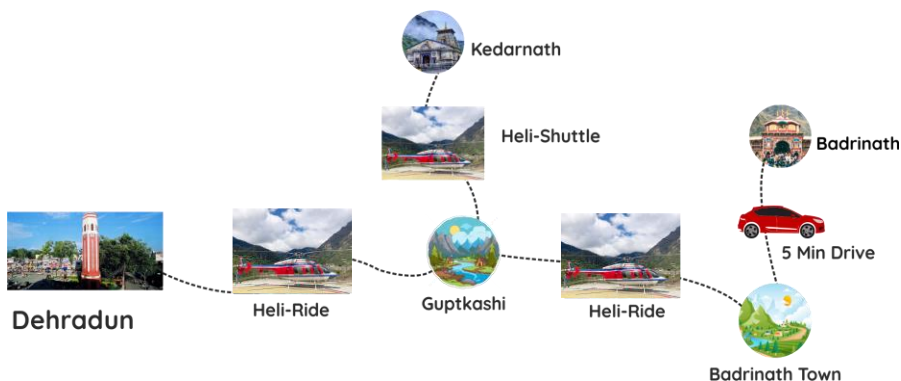 Kedarnath
Heli-Shuttle
Badrinath
5 Min Drive
Heli-Ride
Guptkashi
Heli-Ride
Dehradun
Badrinath Town